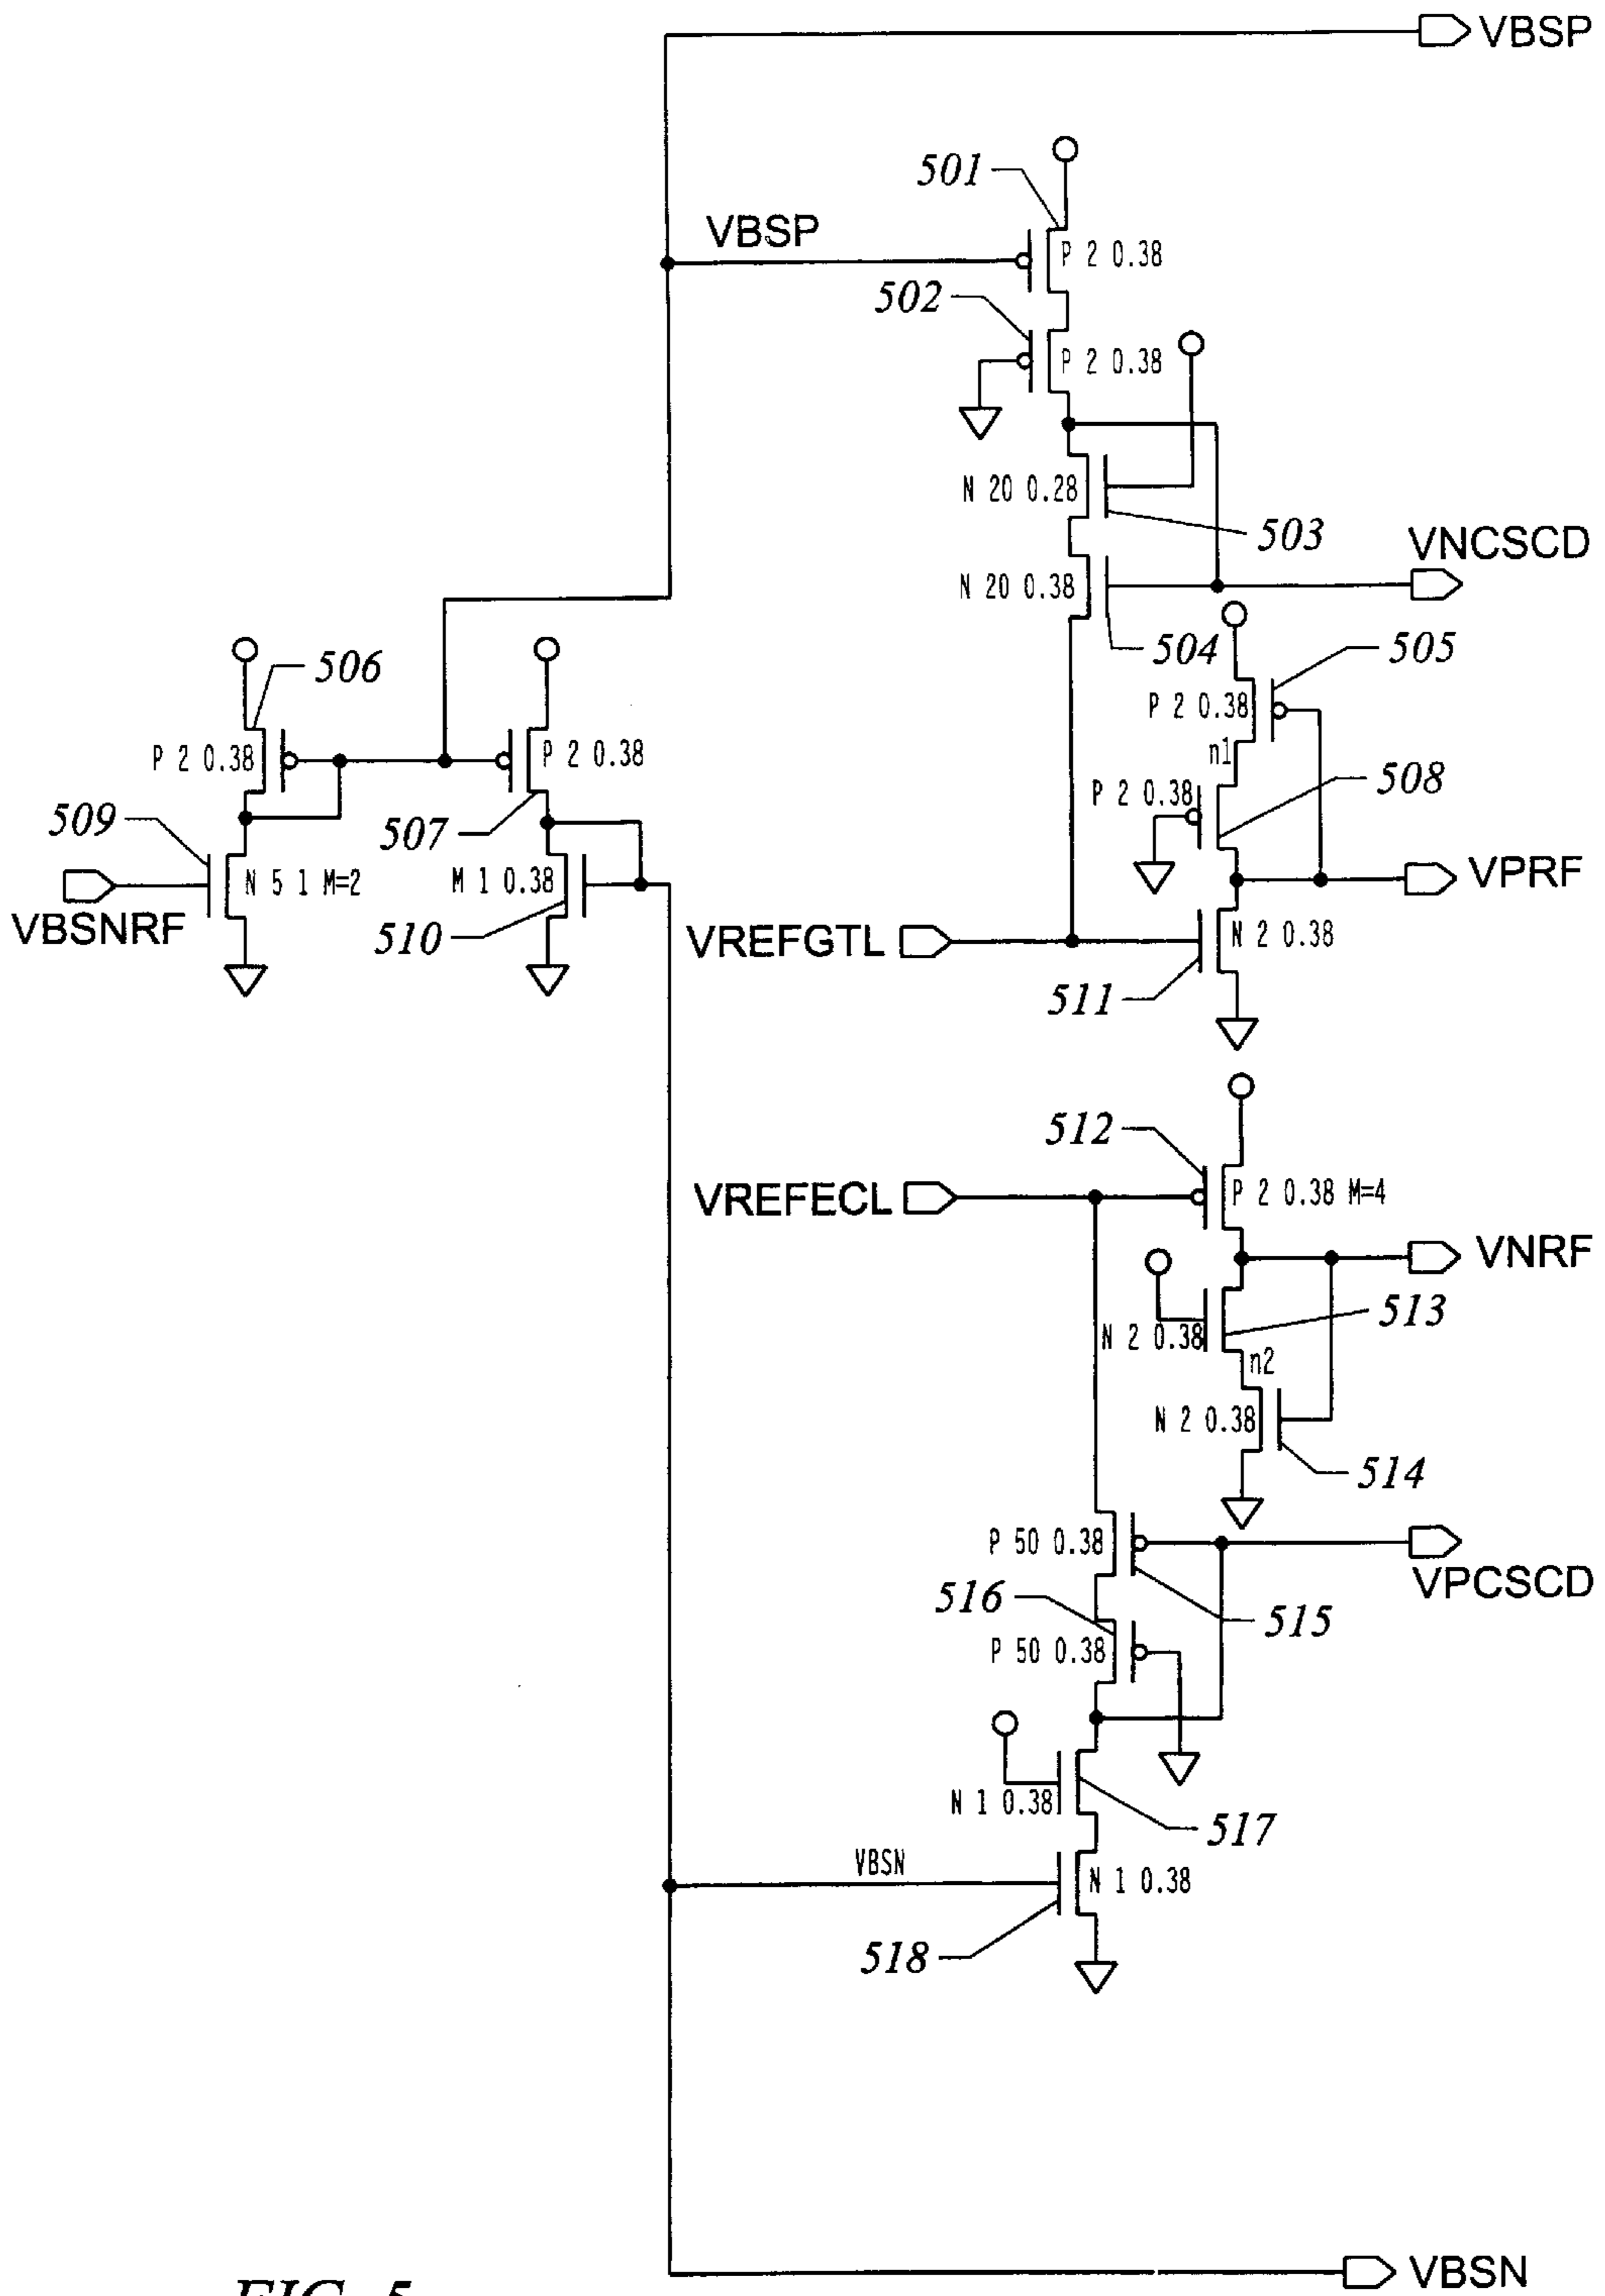 VBSP
501
VBSP
P 2 0.38
502
P 2 0.38
N 20 0.28
503
VNCSCD
N 20 0.38
504
505
506
P 2 0.38
P 2 0.38
P 2 0.38
n1
508
P 2 0.38
509
507
N 5 1 M=2
M 1 0.38
VPRF
VBSNRF
510
VREFGTL
N 2 0.38
511
512
VREFECL
P 2 0.38 M=4
VNRF
513
N 2 0.38
n2
N 2 0.38
514
P 50 0.38
VPCSCD
516
515
P 50 0.38
N 1 0.38
517
VBSN
N 1 0.38
518
VBSN
FIG. 5